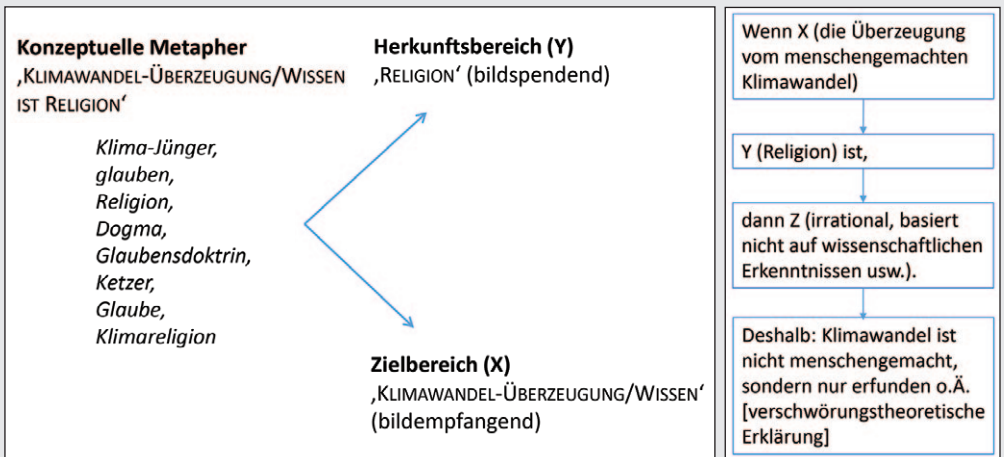 Konzeptuelle Metapher
‚KLIMAWANDEL-ÜBERZEUGUNG/WISSEN
IST RELIGION‘
Klima-Jünger,
glauben,
Religion,
Dogma,
Glaubensdoktrin,
Ketzer,
Glaube,
Klimareligion
Herkunftsbereich (Y)
‚RELIGION‘ (bildspendend)
Zielbereich (X)
‚KLIMAWANDEL-ÜBERZEUGUNG/WISSEN‘
(bildempfangend)
Wenn X (die Überzeugung
vom menschengemachten
Klimawandel)
Y (Religion) ist,
dann Z (irrational, basiert
nicht auf wissenschaftlichen
Erkenntnissen usw.).
Deshalb: Klimawandel ist
nicht menschengemacht,
sondern nur erfunden o.Ä.
[verschwörungstheoretische
Erklärung]